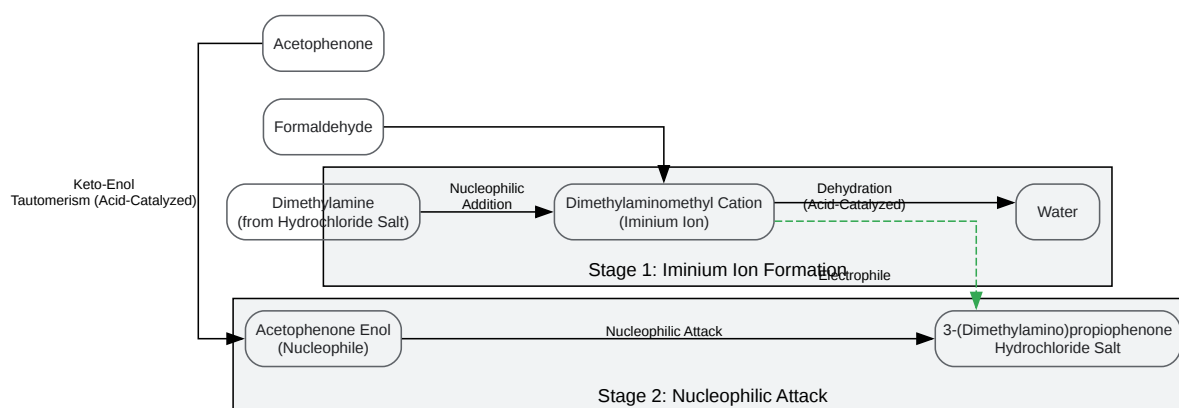 Acetophenone
Formaldehyde
Keto-Enol
Tautomerism (Acid-Catalyzed)
Dimethylamine
(from Hydrochloride Salt)
Nucleophilic
Addition
Dimethylaminomethyl Cation
(Iminium Ion)
Dehydration
(Acid-Catalyzed)
Water
Stage 1: Iminium Ion Formation
Electrophile
Acetophenone Enol
(Nucleophile)
Nucleophilic Attack
3-(Dimethylamino)propiophenone
Hydrochloride Salt
Stage 2: Nucleophilic Attack